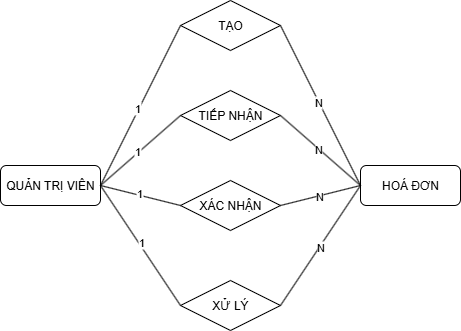 TẠO
1
N
TIẾP NHẬN
1
N
QUẢN TRỊ VIÊN
HOÁ ĐƠN
1
XÁC NHẬN
N
1
N
XỬ LÝ